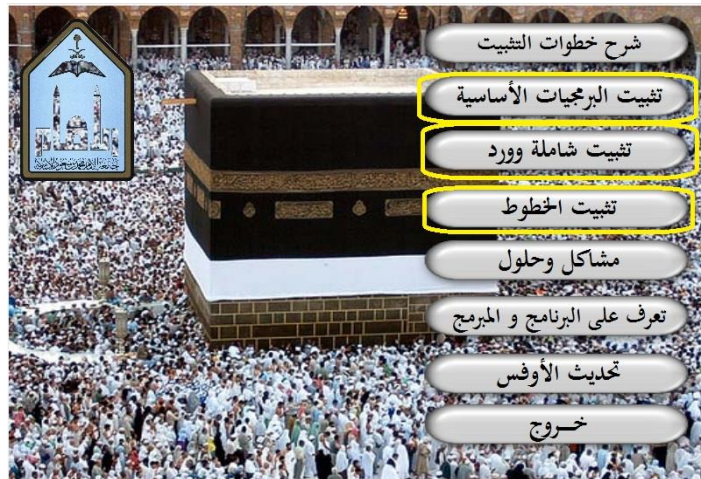 شرح خطوات التثبيت
تثبيت البرمجيات الأساسية
تثبيت شاملة وورد
تثبيت الخطوط
مشاكل وحلول
تعرف على البرنامج و المبرمج
تحديث الأوفس
خـــروج